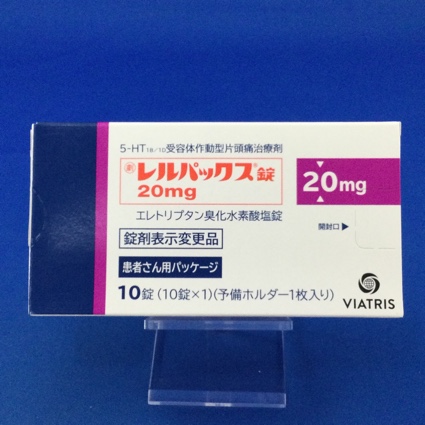 5-HT1B/1D受容体作動型片頭痛治療剤
劇 レルパックス®錠
20mg
20mg
エレトリプタン臭化水素酸塩錠
開封口▶
錠剤表示変更品
患者さん用パッケージ
10錠(10錠×1)(予備ホルダー1枚入り)
VIATRIS